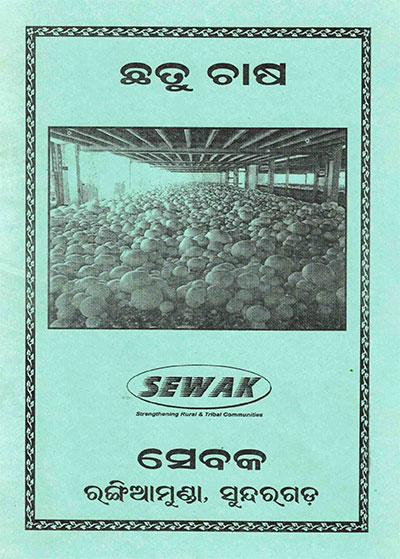 ଛତୁ ଚାଷ
SEWAK
Strengthening Rural & Tribal Communities
ସେବକ
ରଙ୍ଗିଆମୁଣ୍ଡା, ସୁନ୍ଦରଗଡ଼